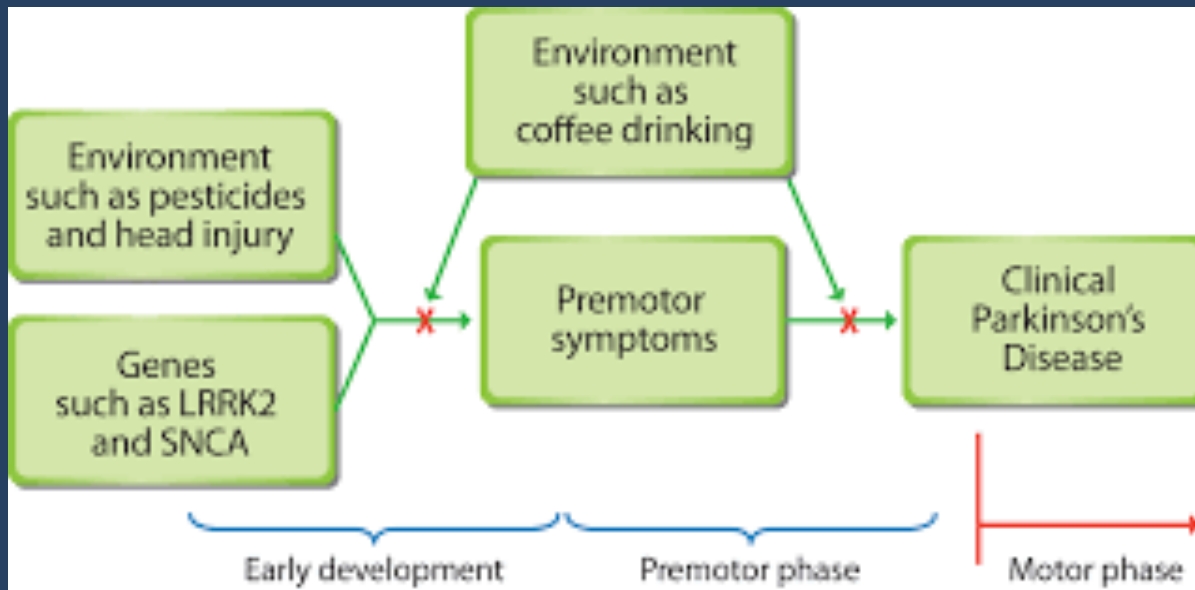 Environment
such as
coffee drinking
Environment
such as pesticides
and head injury
Genes
such as LRRK2
and SNCA
X
Premotor
symptoms
X
Clinical
Parkinson's
Disease
Early development
Premotor phase
Motor phase